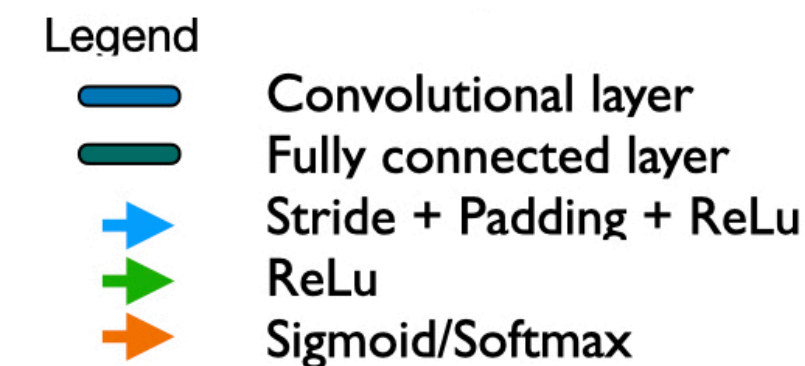 Legend
Convolutional layer
Fully connected layer
Stride + Padding + ReLu
ReLu
Sigmoid/Softmax